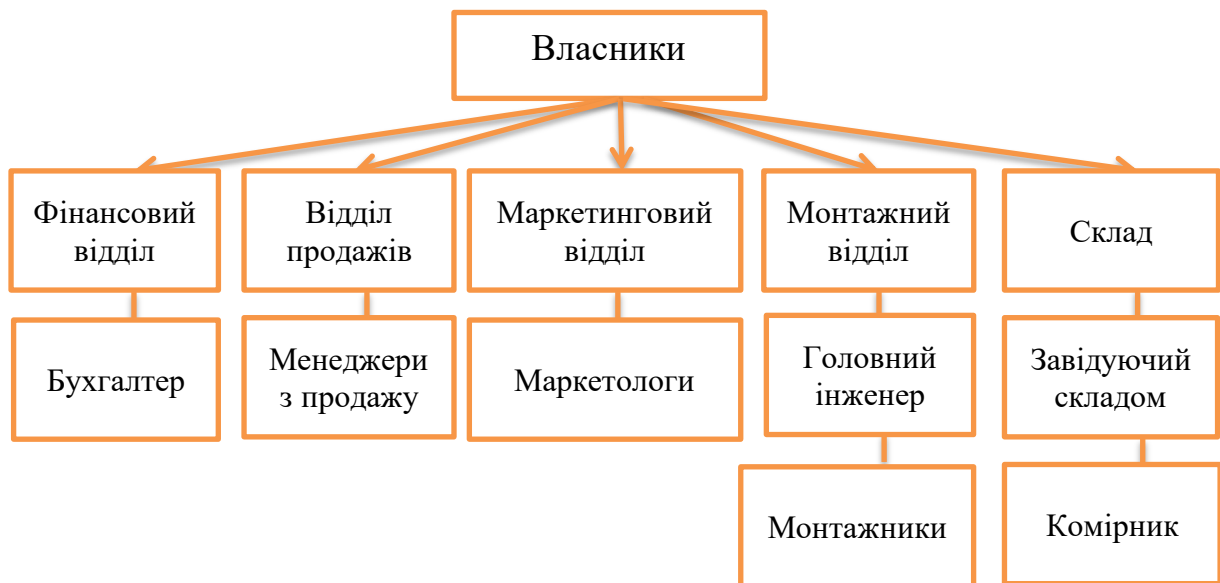 Власники
Фінансовий
відділ
Відділ
продажів
Маркетинговий
відділ
Монтажний
відділ
Склад
Бухгалтер
Менеджери
з продажу
Маркетологи
Головний
інженер
Завідуючий
складом
Монтажники
Комірник